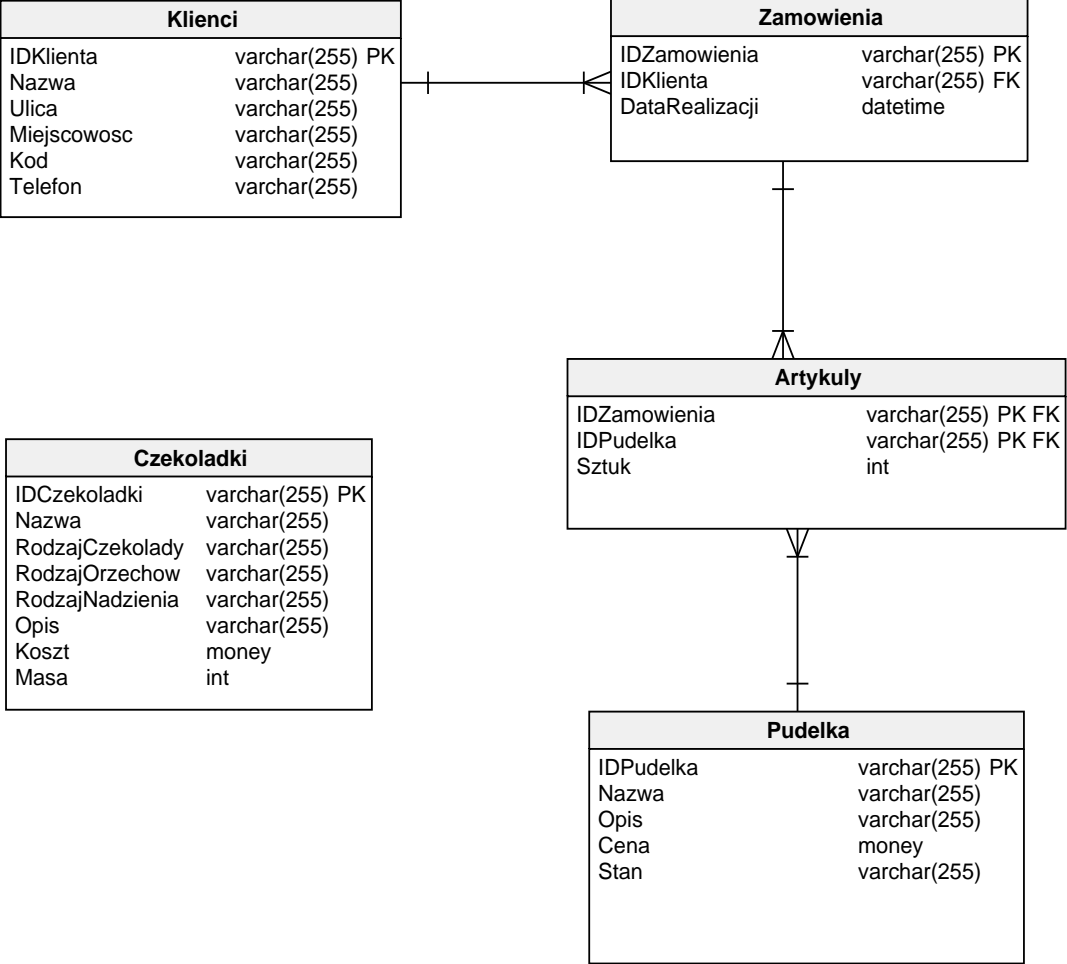 Klienci
IDKlienta varchar(255) PK
Nazwa varchar(255)
Ulica varchar(255)
Miejscowosc varchar(255)
Kod varchar(255)
Telefon varchar(255)
Zamowienia
IDZamowienia varchar(255) PK
IDKlienta varchar(255) FK
DataRealizacji datetime
Artykuly
IDZamowienia varchar(255) PK FK
IDPudelka varchar(255) PK FK
Sztuk int
Czekoladki
IDCzekoladki varchar(255) PK
Nazwa varchar(255)
RodzajCzekolady varchar(255)
RodzajOrzechow varchar(255)
RodzajNadzienia varchar(255)
Opis varchar(255)
Koszt money
Masa int
Pudelka
IDPudelka varchar(255) PK
Nazwa varchar(255)
Opis varchar(255)
Cena money
Stan varchar(255)